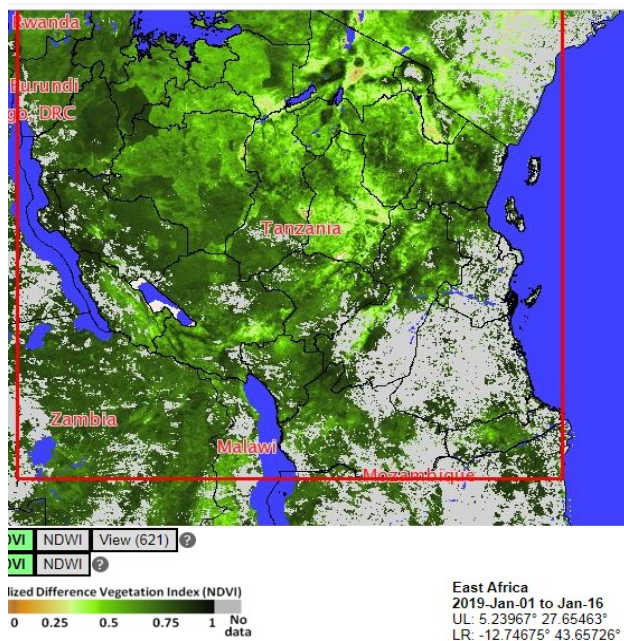 Rwanda
Burundi
go, DRC
Tanzania
Zambia
Malawi
Mozambique
DVI NDWI View (621) ?
DVI NDWI ?
lized Difference Vegetation Index (NDVI)
0 0.25 0.5 0.75 1 No data
East Africa
2019-Jan-01 to Jan-16
UL: 5.23967° 27.65463°
LR: -12.74675° 43.65726°